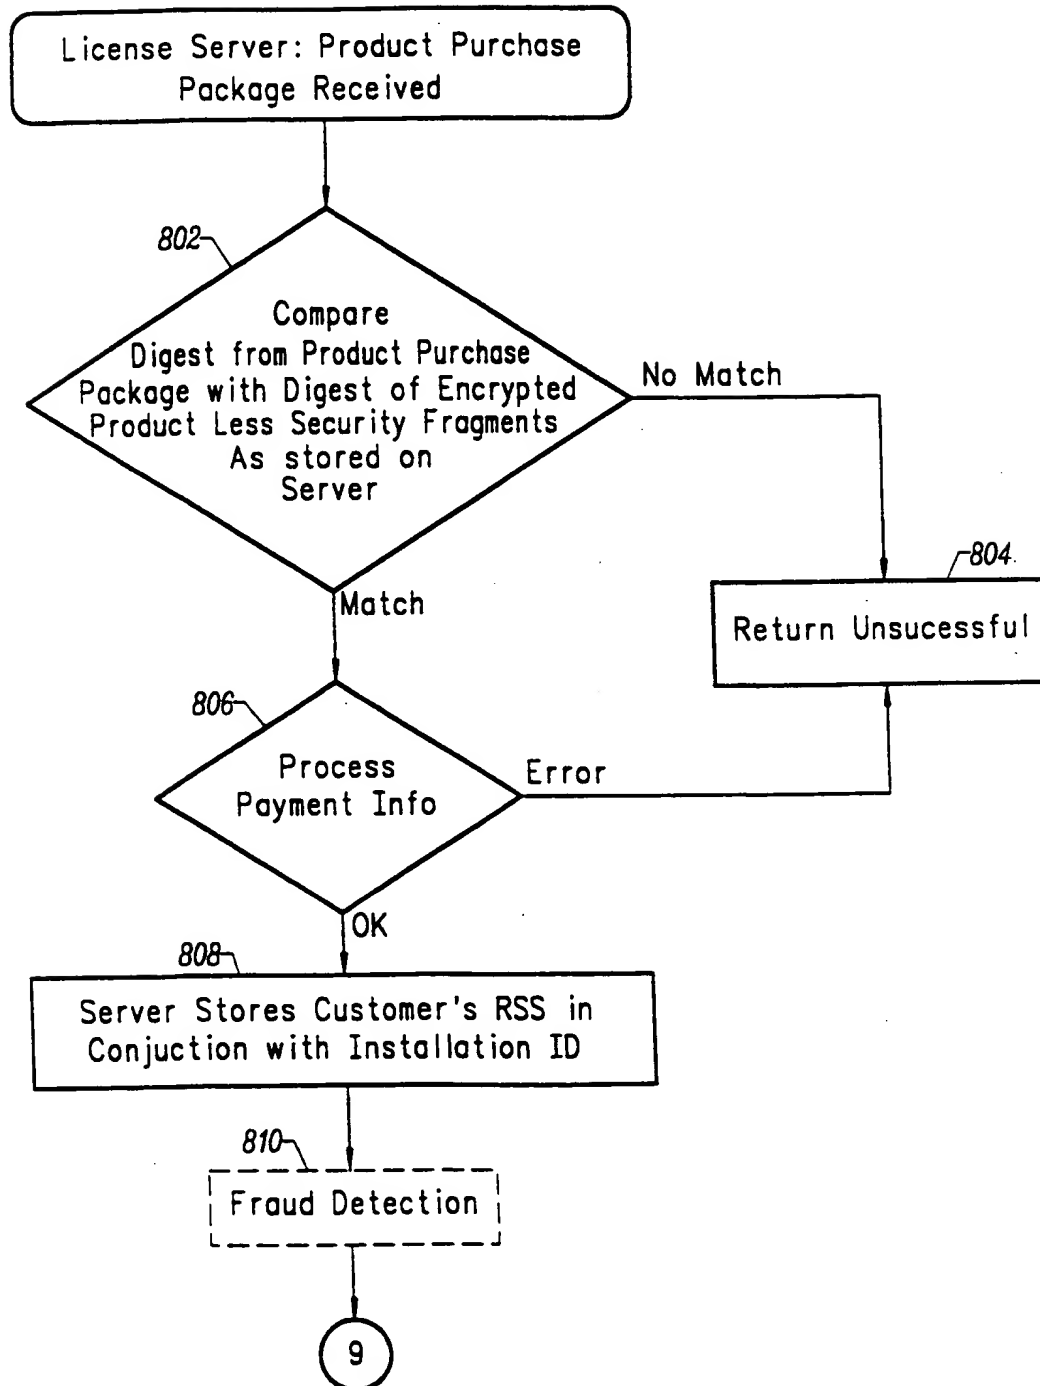 License Server: Product Purchase
Package Received
802
Compare
Digest from Product Purchase
Package with Digest of Encrypted
Product Less Security Fragments
As stored on
Server
No Match
804
Return Unsucessful
Match
806
Process
Payment Info
Error
OK
808
Server Stores Customer's RSS in
Conjuction with Installation ID
810
Fraud Detection
9